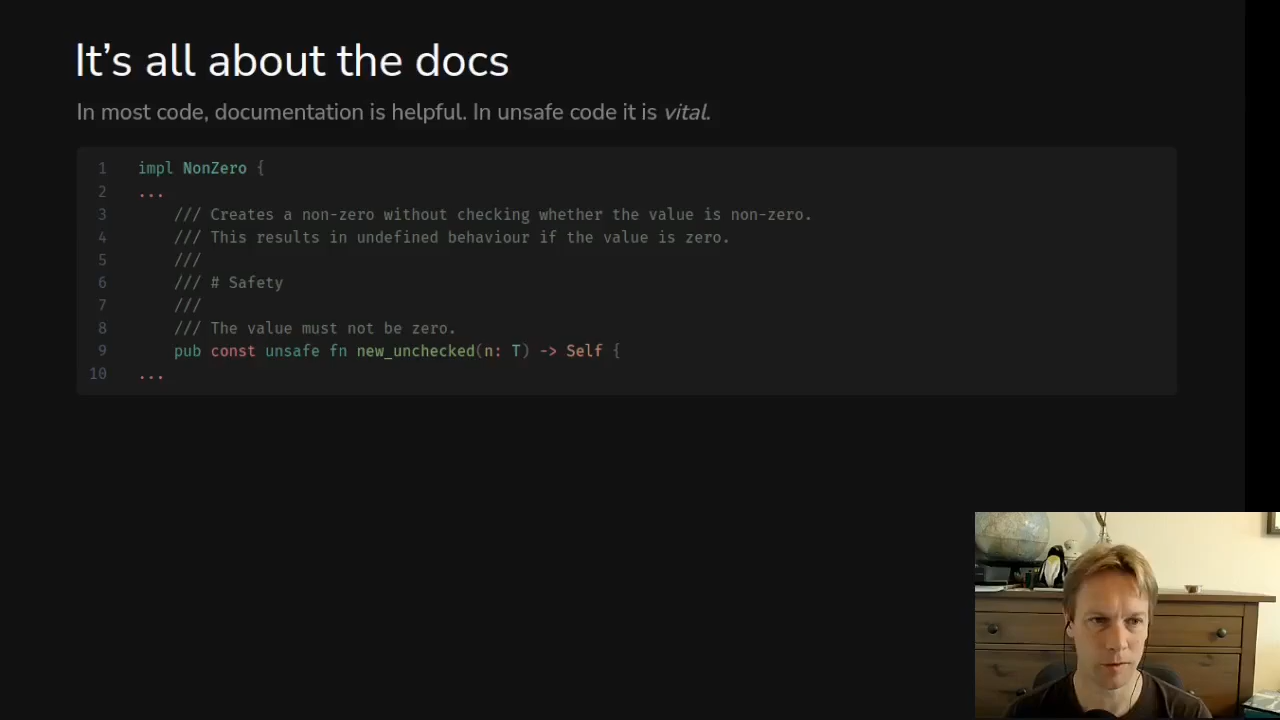 It’s all about the docs
In most code, documentation is helpful. In unsafe code it is vital.
1 impl NonZero {
2 ...
3 /// Creates a non-zero without checking whether the value is non-zero.
4 /// This results in undefined behaviour if the value is zero.
5 ///
6 /// # Safety
7 ///
8 /// The value must not be zero.
9 pub const unsafe fn new_unchecked(n: T) -> Self {
10 ...